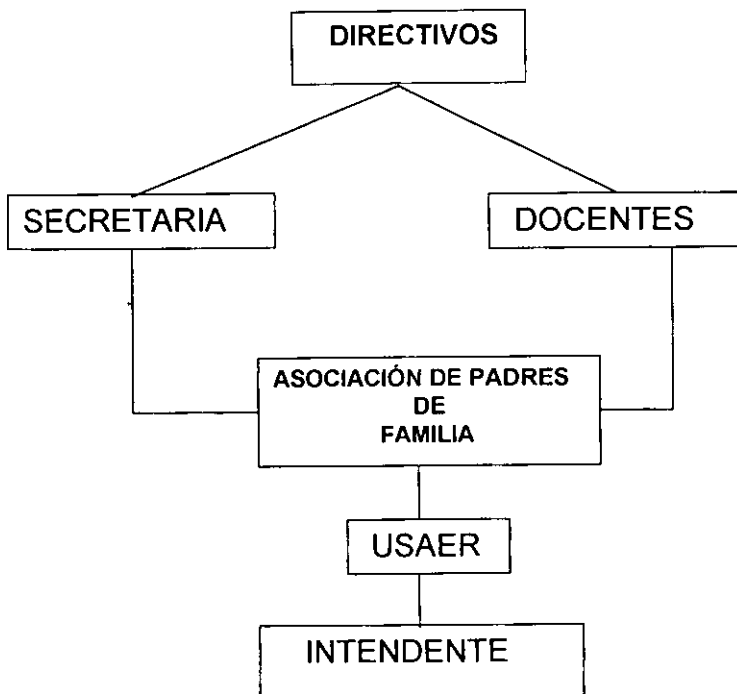 DIRECTIVOS
SECRETARIA
DOCENTES
ASOCIACIÓN DE PADRES
DE
FAMILIA
USAER
INTENDENTE